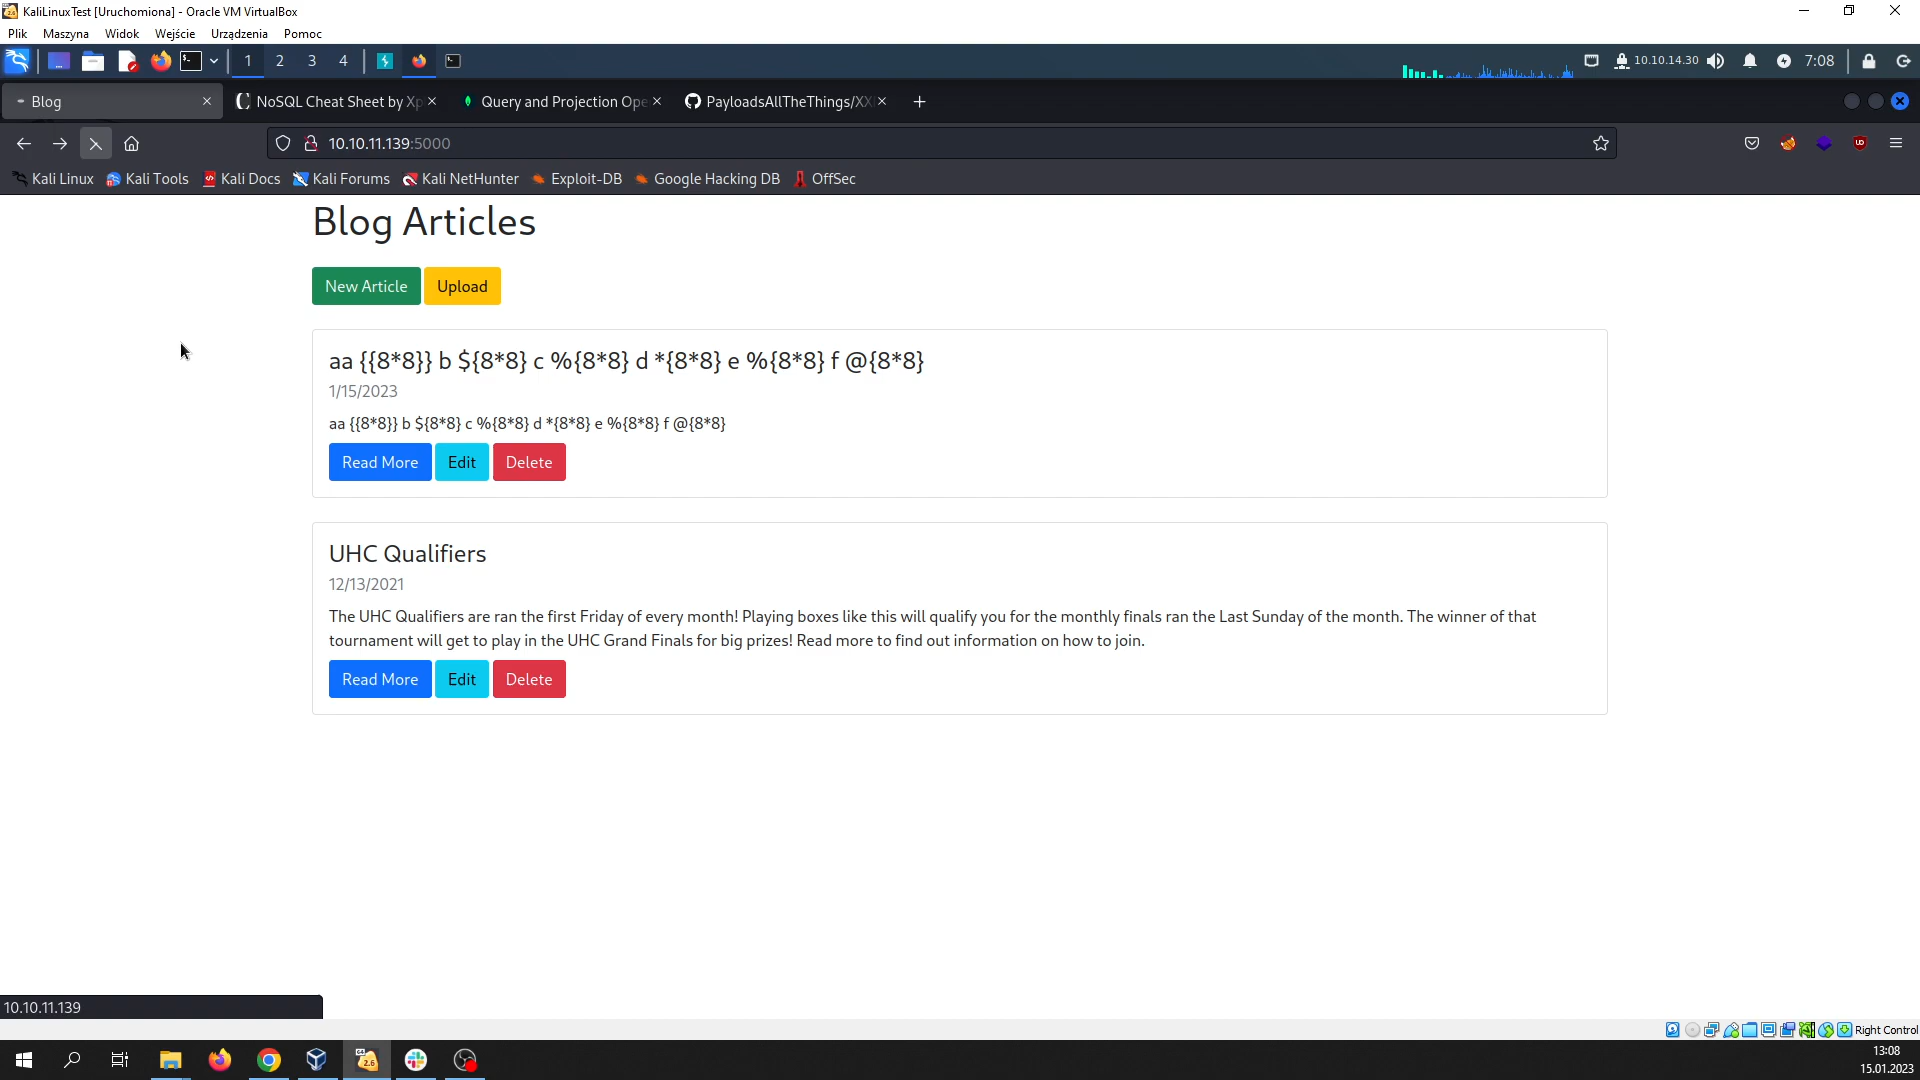 KaliLinuxTest [Uruchomiona] - Oracle VM VirtualBox
Plik Maszyna Widok Wejście Urządzenia Pomoc
1 2 3 4 10.10.14.30 7:08
Blog NoSQL Cheat Sheet by Xp Query and Projection Ope PayloadsAllTheThings/XX
10.10.11.139:5000
Kali Linux Kali Tools Kali Docs Kali Forums Kali NetHunter Exploit-DB Google Hacking DB OffSec
Blog Articles
New Article Upload
aa {{8*8}} b ${8*8} c %{8*8} d *{8*8} e %{8*8} f @{8*8}
1/15/2023
aa {{8*8}} b ${8*8} c %{8*8} d *{8*8} e %{8*8} f @{8*8}
Read More Edit Delete
UHC Qualifiers
12/13/2021
The UHC Qualifiers are ran the first Friday of every month! Playing boxes like this will qualify you for the monthly finals ran the Last Sunday of the month. The winner of that
tournament will get to play in the UHC Grand Finals for big prizes! Read more to find out information on how to join.
Read More Edit Delete
10.10.11.139
Right Control
13:08
15.01.2023